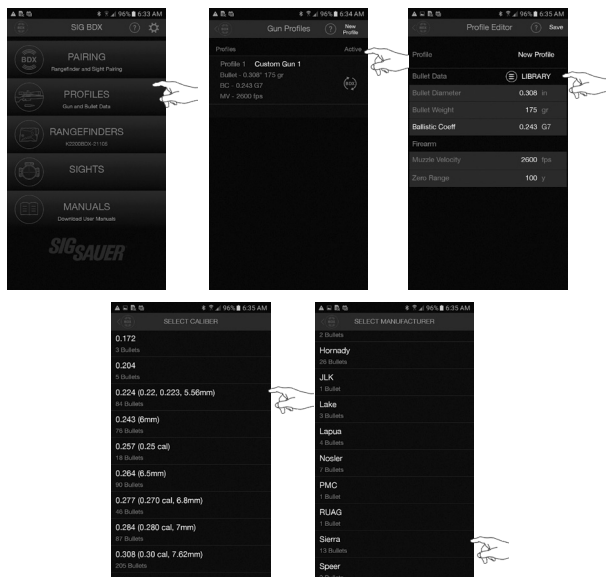 96% 6:33 AM
SIG BDX
?
BDX
PAIRING
Rangefinder and Sight Pairing
PROFILES
Gun and Bullet Data
RANGEFINDERS
K2200BDX-21108
SIGHTS
MANUALS
Download User Manuals
SIG SAUER
96% 6:34 AM
Gun Profiles
?
New
Profile
Profiles Active
Profile 1 Custom Gun 1
Bullet - 0.308" 175 gr
BC - 0.243 G7
MV - 2600 fps
BDX
96% 6:35 AM
Profile Editor ? Save
Profile New Profile
Bullet Data LIBRARY
Bullet Diameter 0.308 in
Bullet Weight 175 gr
Ballistic Coeff 0.243 G7
Firearm
Muzzle Velocity 2600 fps
Zero Range 100 y
96% 6:35 AM
SELECT CALIBER
0.172
3 Bullets
0.204
5 Bullets
0.224 (0.22, 0.223, 5.56mm)
84 Bullets
0.243 (6mm)
76 Bullets
0.257 (0.25 cal)
18 Bullets
0.264 (6.5mm)
90 Bullets
0.277 (0.270 cal, 6.8mm)
46 Bullets
0.284 (0.280 cal, 7mm)
87 Bullets
0.308 (0.30 cal, 7.62mm)
205 Bullets
96% 6:35 AM
SELECT MANUFACTURER
2 Bullets
Hornady
26 Bullets
JLK
1 Bullet
Lake
3 Bullets
Lapua
4 Bullets
Nosler
7 Bullets
PMC
1 Bullet
RUAG
1 Bullet
Sierra
13 Bullets
Speer